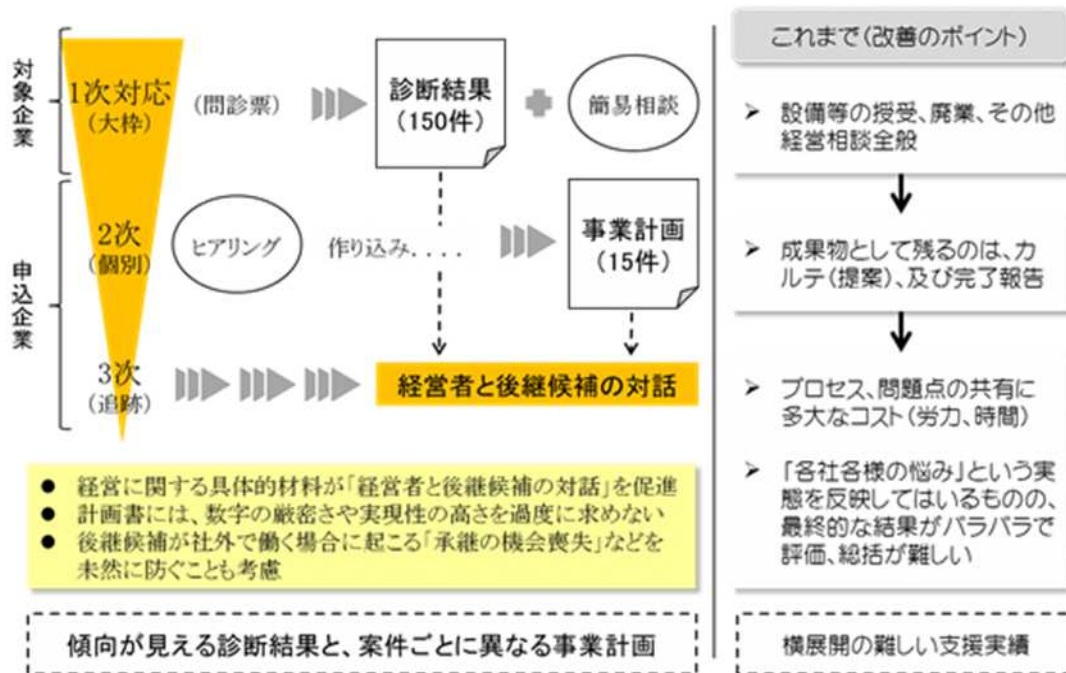 対象企業
1次対応
(大枠)
(問診票)
診断結果
(150件)
簡易相談
申込企業
2次
(個別)
ヒアリング
作り込み....
事業計画
(15件)
3次
(追跡)
経営者と後継候補の対話
● 経営に関する具体的材料が「経営者と後継候補の対話」を促進
● 計画書には、数字の厳密さや実現性の高さを過度に求めない
● 後継候補が社外で働く場合に起こる「承継の機会喪失」などを
未然に防ぐことも考慮
傾向が見える診断結果と、案件ごとに異なる事業計画
これまで(改善のポイント)
➢ 設備等の授受、廃業、その他
経営相談全般
➢ 成果物として残るのは、カ
ルテ(提案)、及び完了報告
➢ プロセス、問題点の共有に
多大なコスト(労力、時間)
➢ 「各社各様の悩み」という実
態を反映してはいるものの、
最終的な結果がバラバラで
評価、総括が難しい
横展開の難しい支援実績